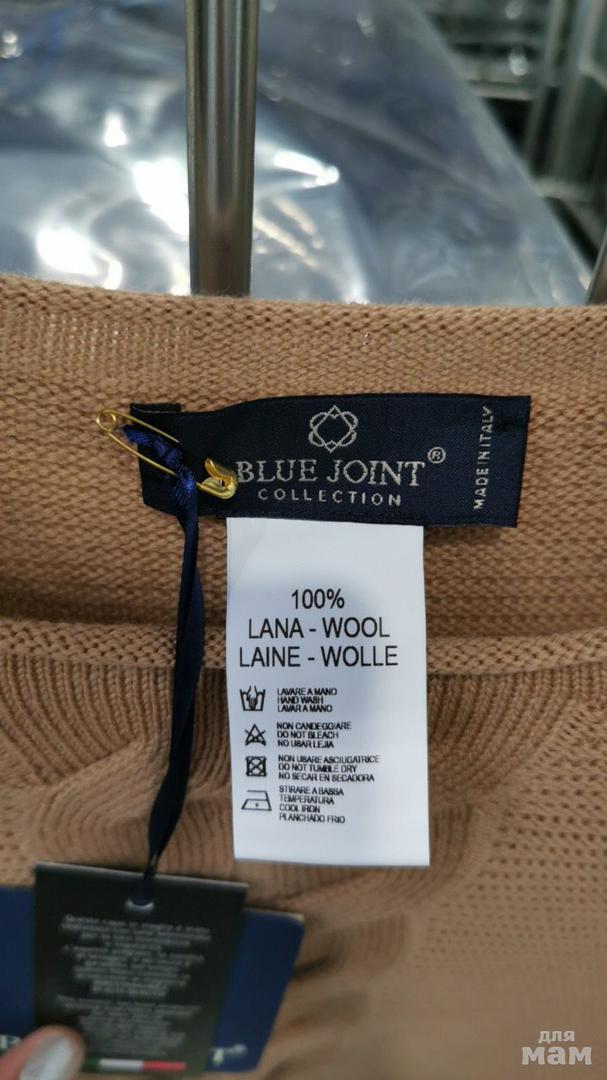 BLUE JOINT®
COLLECTION
MADE IN ITALY
100%
LANA - WOOL
LAINE - WOLLE
LAVARE A MANO
HAND WASH
LAVAR A MANO
NON CANDEGGIARE
DO NOT BLEACH
NO USAR LEJIA
NON USARE ASCIUGATRICE
DO NOT TUMBLE DRY
NO SECAR EN SECADORA
STIRARE A BASSA
TEMPERATURA
COOL IRON
PLANCHADO FRIO
для
мам